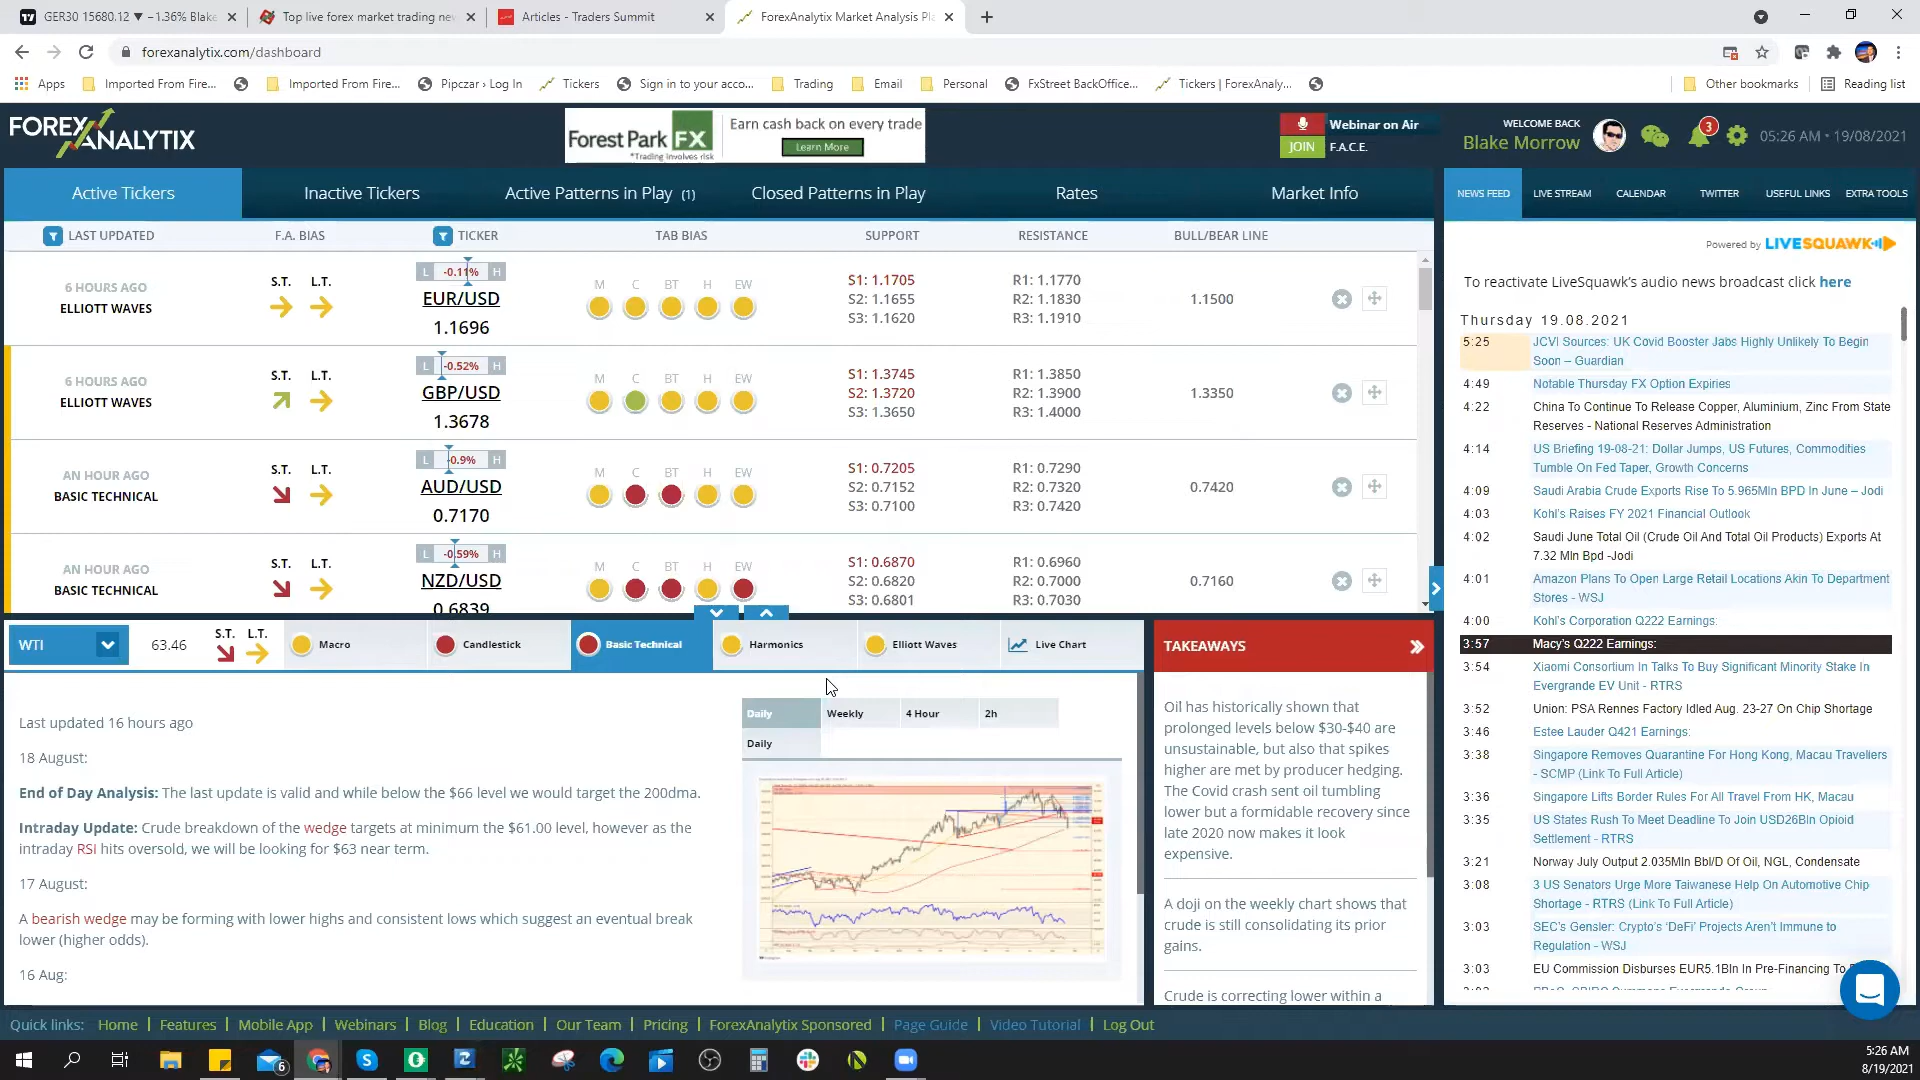 GER30 15680.12 ▼ −1.36% Blake
Top live forex market trading new
Articles - Traders Summit
ForexAnalytix Market Analysis Pla
forexanalytix.com/dashboard
Apps
Imported From Fire...
Imported From Fire...
Pipczar › Log In
Tickers
Sign in to your acco...
Trading
Email
Personal
FxStreet BackOffice...
Tickers | ForexAnaly...
Other bookmarks
Reading list
FOREX ANALYTIX
Forest Park FX
*Trading involves risk
Earn cash back on every trade
Learn More
Webinar on Air
JOIN F.A.C.E.
WELCOME BACK
Blake Morrow
3
05:26 AM • 19/08/2021
Active Tickers
Inactive Tickers
Active Patterns in Play (1)
Closed Patterns in Play
Rates
Market Info
LAST UPDATED
F.A. BIAS
TICKER
TAB BIAS
SUPPORT
RESISTANCE
BULL/BEAR LINE
6 HOURS AGO
ELLIOTT WAVES
S.T. L.T.
L -0.11% H
EUR/USD
1.1696
M C BT H EW
S1: 1.1705
S2: 1.1655
S3: 1.1620
R1: 1.1770
R2: 1.1830
R3: 1.1910
1.1500
6 HOURS AGO
ELLIOTT WAVES
S.T. L.T.
L -0.52% H
GBP/USD
1.3678
M C BT H EW
S1: 1.3745
S2: 1.3720
S3: 1.3650
R1: 1.3850
R2: 1.3900
R3: 1.4000
1.3350
AN HOUR AGO
BASIC TECHNICAL
S.T. L.T.
L -0.9% H
AUD/USD
0.7170
M C BT H EW
S1: 0.7205
S2: 0.7152
S3: 0.7100
R1: 0.7290
R2: 0.7320
R3: 0.7420
0.7420
AN HOUR AGO
BASIC TECHNICAL
S.T. L.T.
L -0.59% H
NZD/USD
0.6839
M C BT H EW
S1: 0.6870
S2: 0.6820
S3: 0.6801
R1: 0.6960
R2: 0.7000
R3: 0.7030
0.7160
WTI
63.46
S.T. L.T.
Macro
Candlestick
Basic Technical
Harmonics
Elliott Waves
Live Chart
Last updated 16 hours ago
18 August:
End of Day Analysis: The last update is valid and while below the $66 level we would target the 200dma.
Intraday Update: Crude breakdown of the wedge targets at minimum the $61.00 level, however as the
intraday RSI hits oversold, we will be looking for $63 near term.
17 August:
A bearish wedge may be forming with lower highs and consistent lows which suggest an eventual break
lower (higher odds).
16 Aug:
Daily
Weekly
4 Hour
2h
Daily
TAKEAWAYS
Oil has historically shown that
prolonged levels below $30-$40 are
unsustainable, but also that spikes
higher are met by producer hedging.
The Covid crash sent oil tumbling
lower but a formidable recovery since
late 2020 now makes it look
expensive.
A doji on the weekly chart shows that
crude is still consolidating its prior
gains.
Crude is correcting lower within a
NEWS FEED
LIVE STREAM
CALENDAR
TWITTER
USEFUL LINKS
EXTRA TOOLS
Powered by LIVESQUAWK
To reactivate LiveSquawk's audio news broadcast click here
Thursday 19.08.2021
5:25 JCVI Sources: UK Covid Booster Jabs Highly Unlikely To Begin
Soon – Guardian
4:49 Notable Thursday FX Option Expiries
4:22 China To Continue To Release Copper, Aluminium, Zinc From State
Reserves - National Reserves Administration
4:14 US Briefing 19-08-21: Dollar Jumps, US Futures, Commodities
Tumble On Fed Taper, Growth Concerns
4:09 Saudi Arabia Crude Exports Rise To 5.965Mln BPD In June – Jodi
4:03 Kohl's Raises FY 2021 Financial Outlook
4:02 Saudi June Total Oil (Crude Oil And Total Oil Products) Exports At
7.32 Mln Bpd -Jodi
4:01 Amazon Plans To Open Large Retail Locations Akin To Department
Stores - WSJ
4:00 Kohl's Corporation Q222 Earnings:
3:57 Macy's Q222 Earnings:
3:54 Xiaomi Consortium In Talks To Buy Significant Minority Stake In
Evergrande EV Unit - RTRS
3:52 Union: PSA Rennes Factory Idled Aug. 23-27 On Chip Shortage
3:46 Estee Lauder Q421 Earnings:
3:38 Singapore Removes Quarantine For Hong Kong, Macau Travellers
- SCMP (Link To Full Article)
3:36 Singapore Lifts Border Rules For All Travel From HK, Macau
3:35 US States Rush To Meet Deadline To Join USD26Bln Opioid
Settlement - RTRS
3:21 Norway July Output 2.035Mln Bbl/D Of Oil, NGL, Condensate
3:08 3 US Senators Urge More Taiwanese Help On Automotive Chip
Shortage - RTRS (Link To Full Article)
3:03 SEC's Gensler: Crypto's 'DeFi' Projects Aren't Immune to
Regulation - WSJ
3:03 EU Commission Disburses EUR5.1Bln In Pre-Financing To
Quick links: Home | Features | Mobile App | Webinars | Blog | Education | Our Team | Pricing | ForexAnalytix Sponsored | Page Guide | Video Tutorial | Log Out
6
5:26 AM
8/19/2021